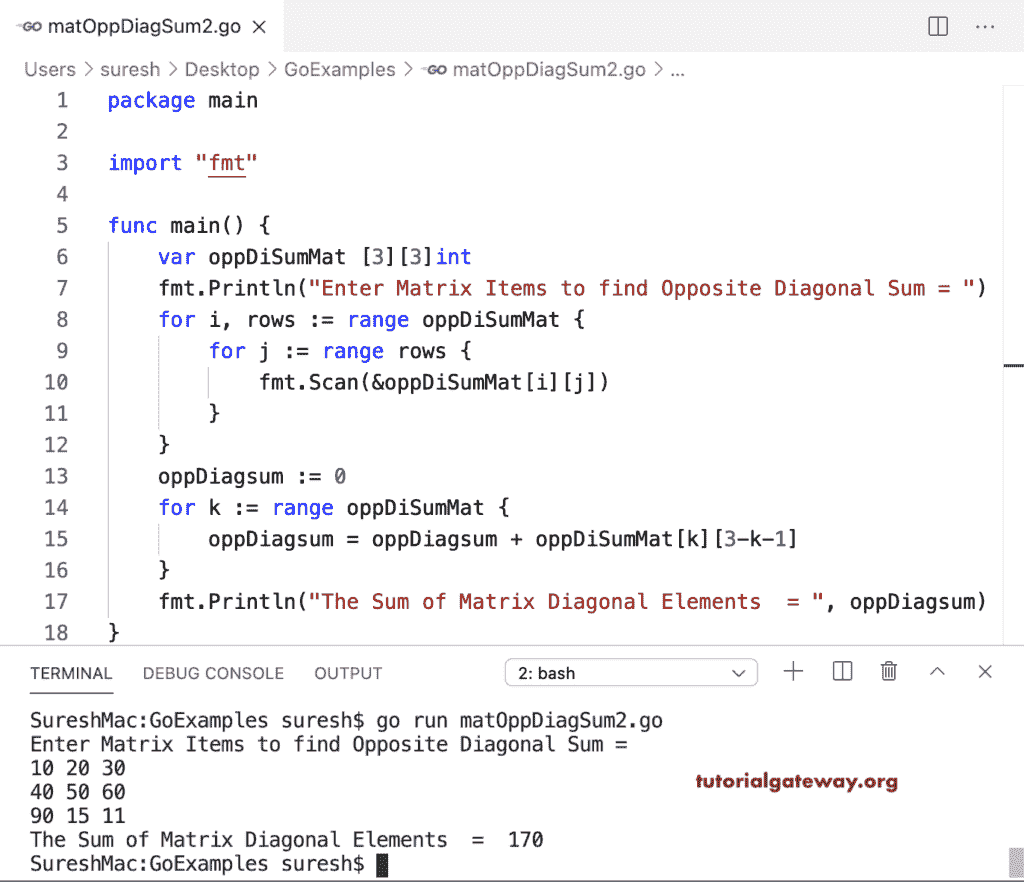 GO matOppDiagSum2.go
Users > suresh > Desktop > GoExamples > GO matOppDiagSum2.go > ...
1 package main
2
3 import "fmt"
4
5 func main() {
6 var oppDiSumMat [3][3]int
7 fmt.Println("Enter Matrix Items to find Opposite Diagonal Sum = ")
8 for i, rows := range oppDiSumMat {
9 for j := range rows {
10 fmt.Scan(&oppDiSumMat[i][j])
11 }
12 }
13 oppDiagsum := 0
14 for k := range oppDiSumMat {
15 oppDiagsum = oppDiagsum + oppDiSumMat[k][3-k-1]
16 }
17 fmt.Println("The Sum of Matrix Diagonal Elements  = ", oppDiagsum)
18 }
TERMINAL DEBUG CONSOLE OUTPUT 2: bash
SureshMac:GoExamples suresh$ go run matOppDiagSum2.go
Enter Matrix Items to find Opposite Diagonal Sum =
10 20 30
40 50 60
90 15 11
The Sum of Matrix Diagonal Elements  =  170
SureshMac:GoExamples suresh$
tutorialgateway.org